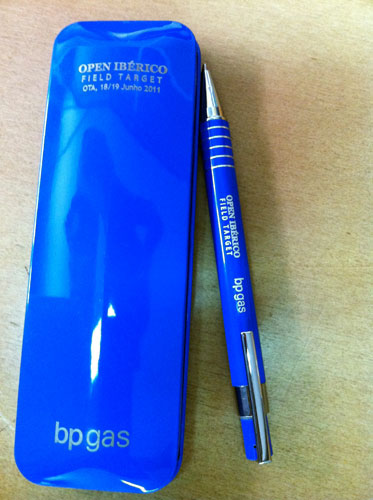 OPEN IBÉRICO
FIELD TARGET
OTA, 18/19 Junho 2011
bp gas
OPEN IBÉRICO
FIELD TARGET
bp gas